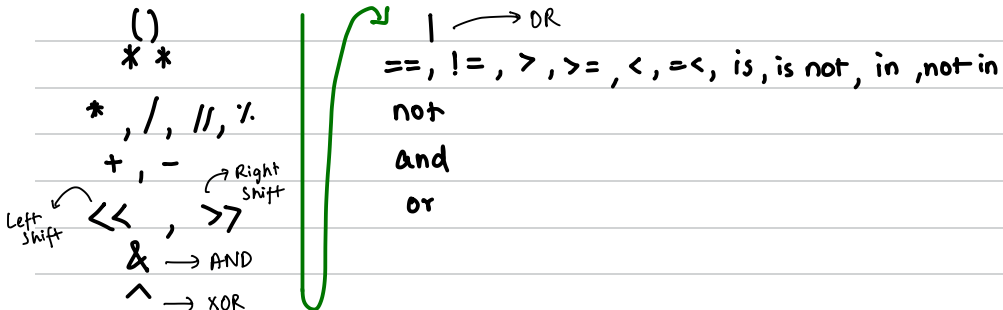 ()
**
*, /, //, %
+, -
Left Shift << , >> Right Shift
& → AND
^ → XOR
| → OR
==, !=, >, >=, <, =<, is, is not, in, not in
not
and
or